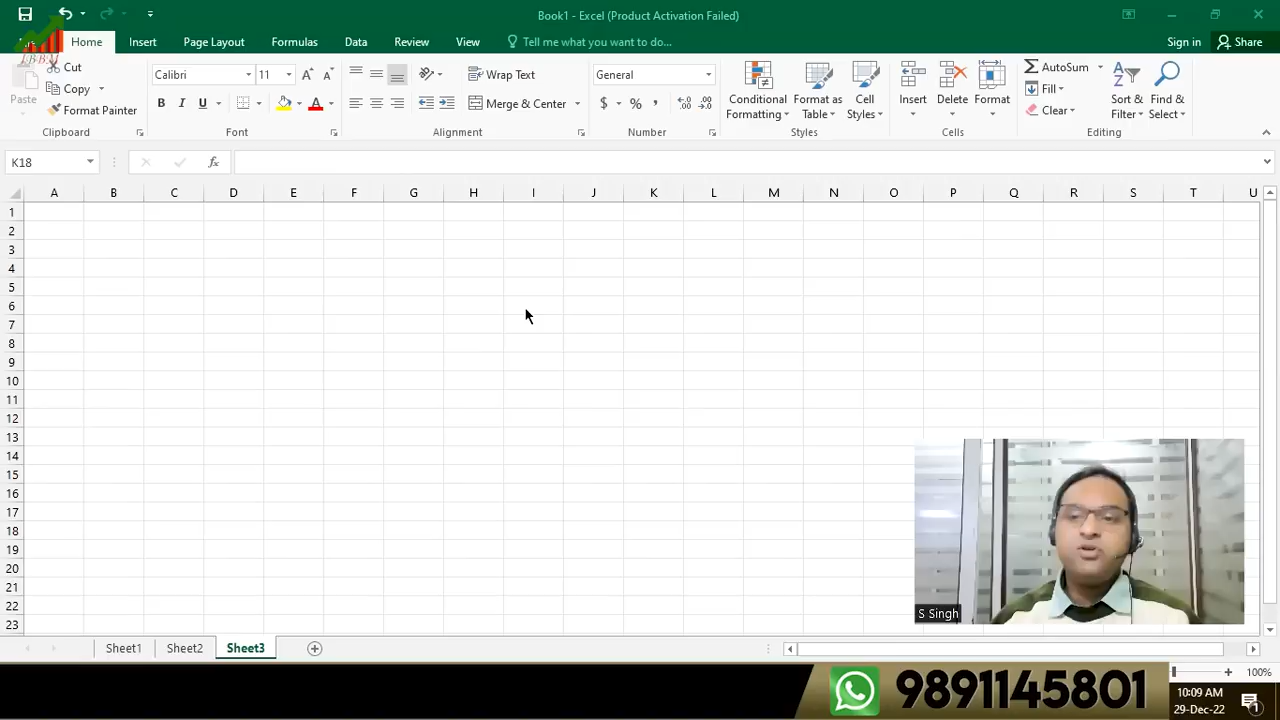 Book1 - Excel (Product Activation Failed)
Home Insert Page Layout Formulas Data Review View Tell me what you want to do... Sign in Share
IBBM
Paste
Cut
Copy
Format Painter
Clipboard
Calibri 11 A A
B I U A
Font
Wrap Text
Merge & Center
Alignment
General
$ % ,
Number
Conditional Formatting
Format as Table
Cell Styles
Styles
Insert Delete Format
Cells
AutoSum
Fill
Clear
Sort & Filter
Find & Select
Editing
K18 fx
A B C D E F G H I J K L M N O P Q R S T U
1
2
3
4
5
6
7
8
9
10
11
12
13
14
15
16
17
18
19
20
21
22
23
S Singh
Sheet1 Sheet2 Sheet3
100%
9891145801
10:09 AM
29-Dec-22
1